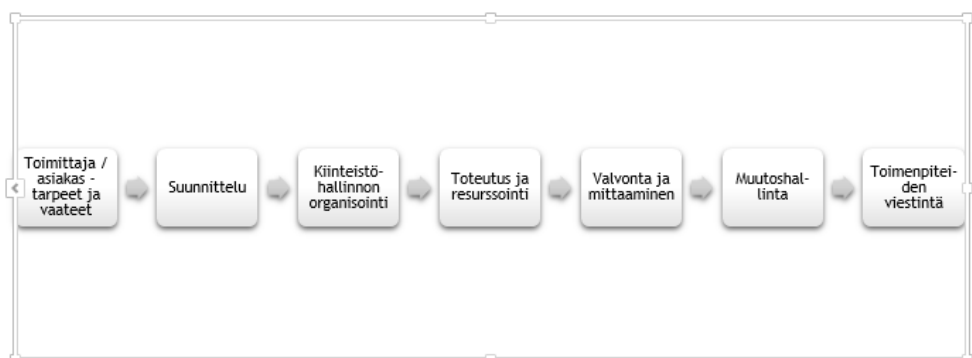 Toimittaja /
asiakas -
tarpeet ja
vaateet
Suunnittelu
Kiinteistö-
hallinnon
organisointi
Toteutus ja
resurssointi
Valvonta ja
mittaaminen
Muutoshal-
linta
Toimenpitei-
den
viestintä